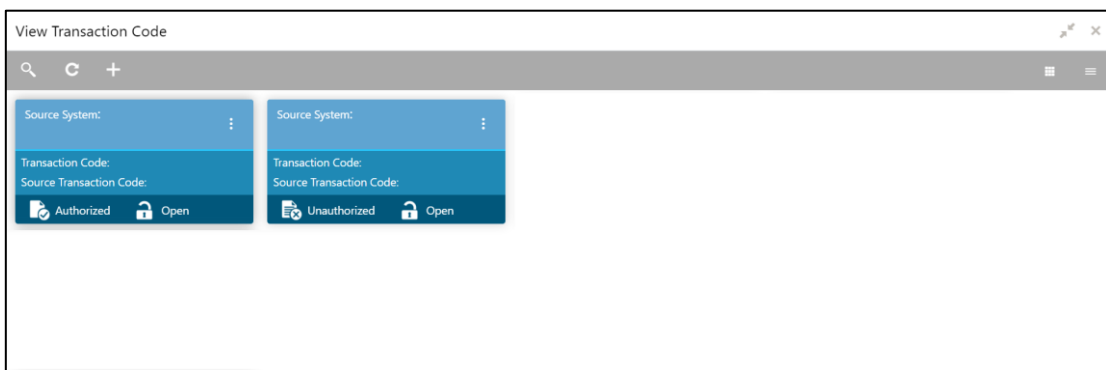 View Transaction Code
Source System:
Transaction Code:
Source Transaction Code:
Authorized Open
Source System:
Transaction Code:
Source Transaction Code:
Unauthorized Open